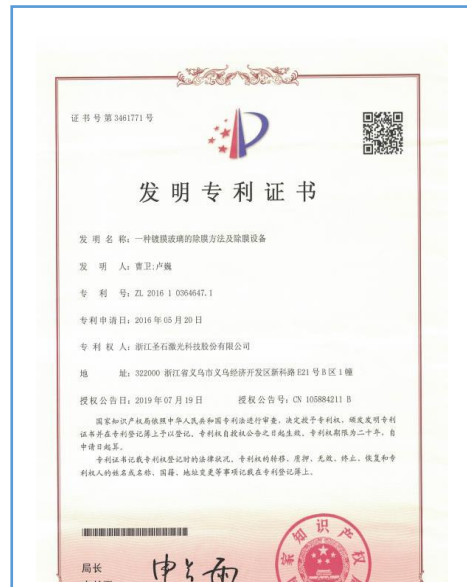 证书号第3461771号
发明专利证书
发明名称：一种镀膜玻璃的除膜方法及除膜设备
发明人：贾卫;卢巍
专利号：ZL 2016 1 0364647.1
专利申请日：2016年05月20日
专利权人：浙江圣石激光科技股份有限公司
地址：322000 浙江省义乌市义乌经济开发区新科路E21号8区1幢
授权公告日：2019年07月19日 授权公告号：CN 105884211 B
国家知识产权局依照中华人民共和国专利法进行审查，决定授予专利权，颁发发明专利
证书并在专利登记簿上予以登记。专利权自授权公告之日起生效。专利权期限为二十年，自
申请日起算。
专利证书记载专利权登记时的法律状况。专利权的转移、质押、无效、终止、恢复和专
利权人的姓名或名称、国籍、地址变更等事项记载在专利登记簿上。
局长
家知识产权